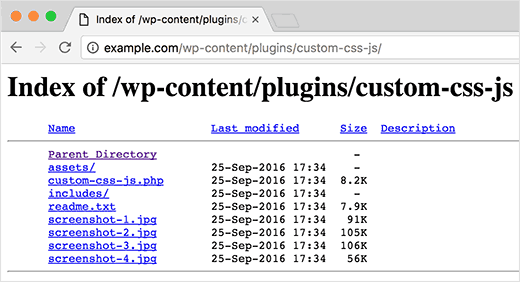 Index of /wp-content/plugins/c
example.com/wp-content/plugins/custom-css-js/
Index of /wp-content/plugins/custom-css-js
Name Last modified Size Description
Parent Directory -
assets/ 25-Sep-2016 17:34 -
custom-css-js.php 25-Sep-2016 17:34 8.2K
includes/ 25-Sep-2016 17:34 -
readme.txt 25-Sep-2016 17:34 7.9K
screenshot-1.jpg 25-Sep-2016 17:34 91K
screenshot-2.jpg 25-Sep-2016 17:34 105K
screenshot-3.jpg 25-Sep-2016 17:34 106K
screenshot-4.jpg 25-Sep-2016 17:34 56K